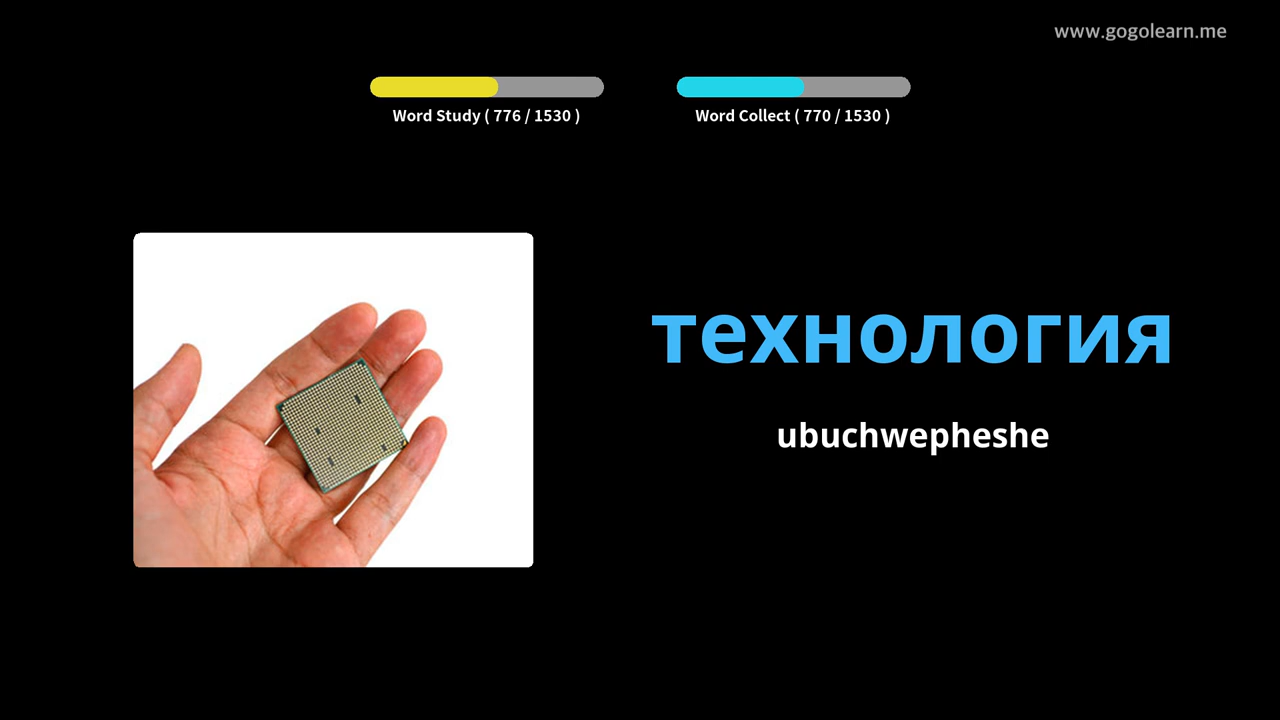 www.gogolearn.me
Word Study ( 776 / 1530 )
Word Collect ( 770 / 1530 )
технология
ubuchwepheshe